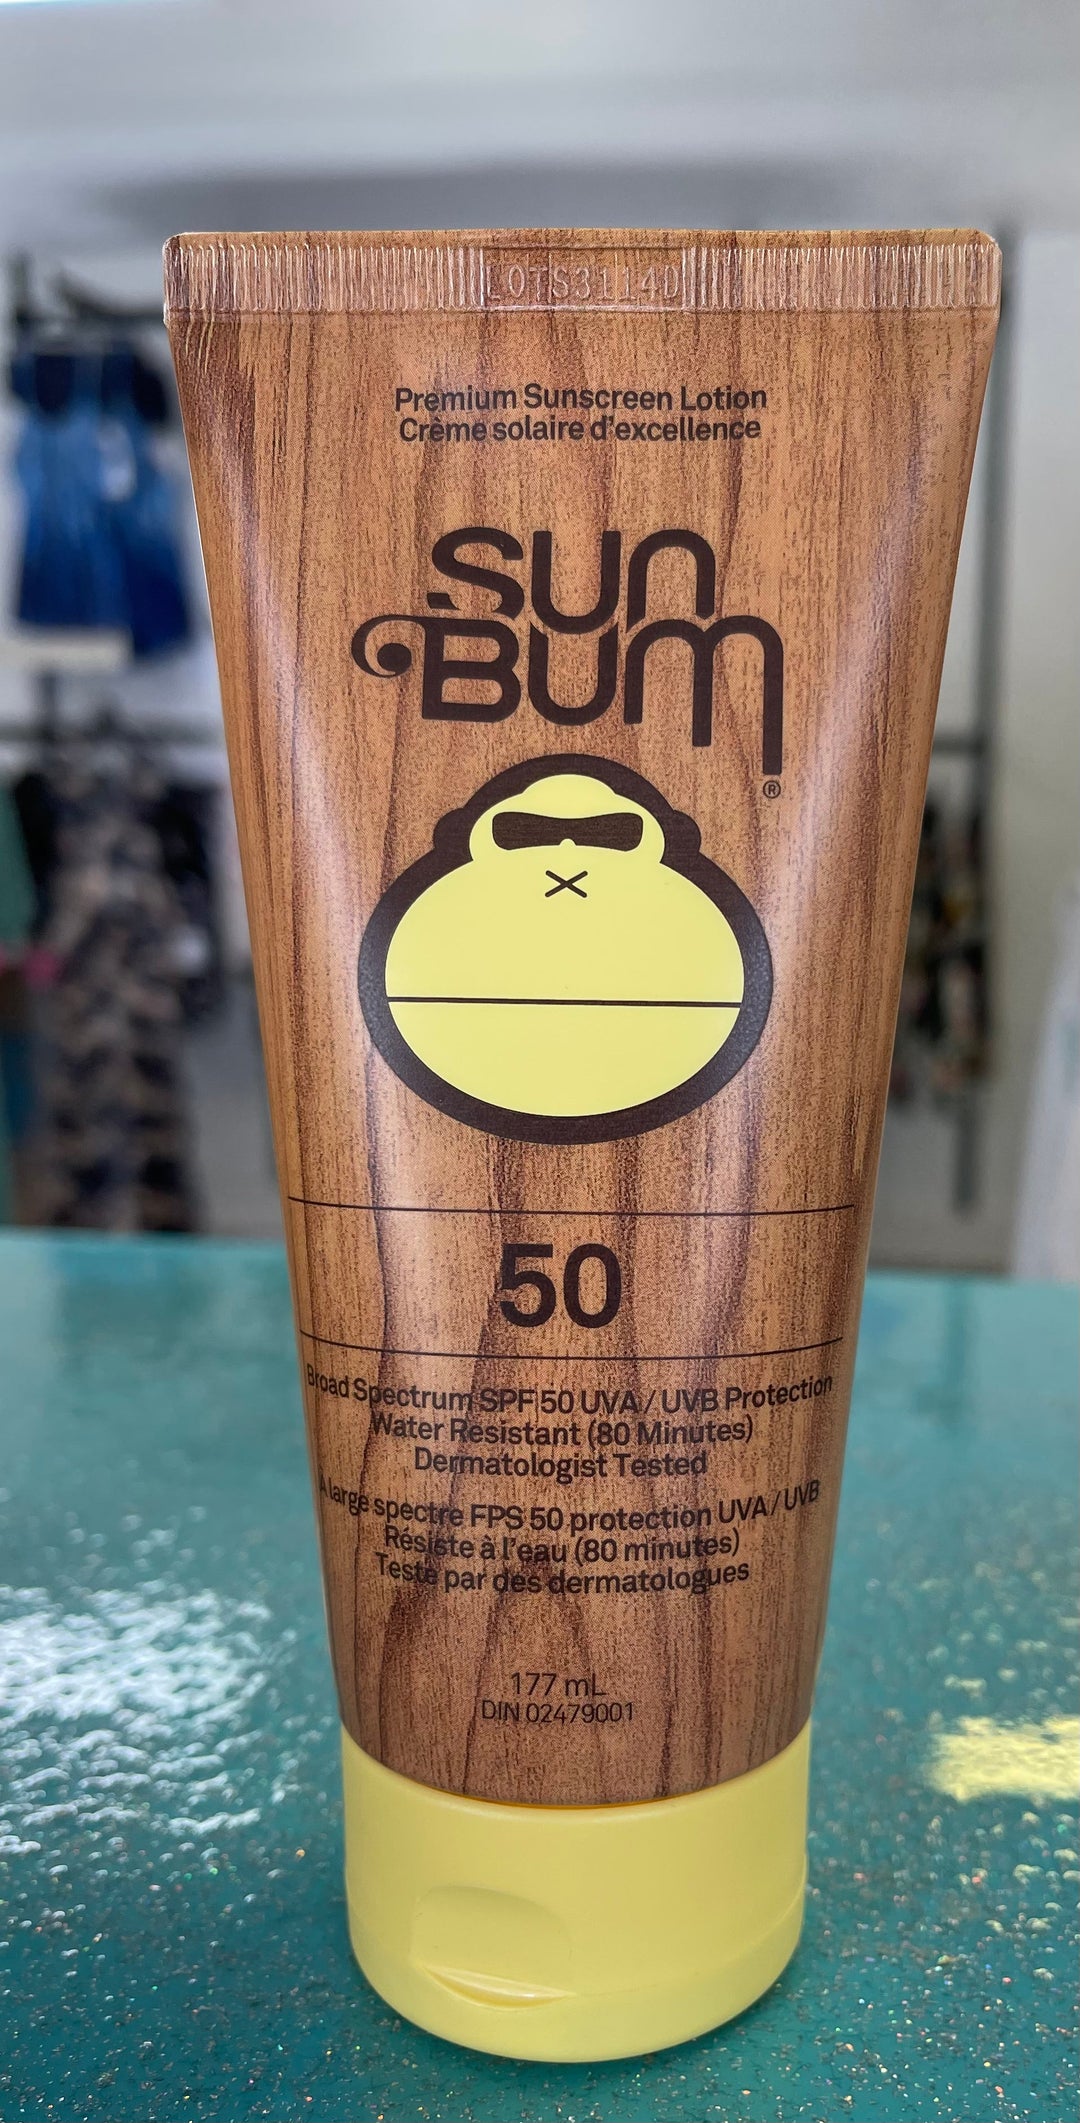 LOTS3114D
Premium Sunscreen Lotion
Crème solaire d'excellence
Sun
Bum®
50
Broad Spectrum SPF 50 UVA / UVB Protection
Water Resistant (80 Minutes)
Dermatologist Tested
A large spectre FPS 50 protection UVA / UVB
Résiste à l'eau (80 minutes)
Testé par des dermatologues
177 mL
DIN 02479001